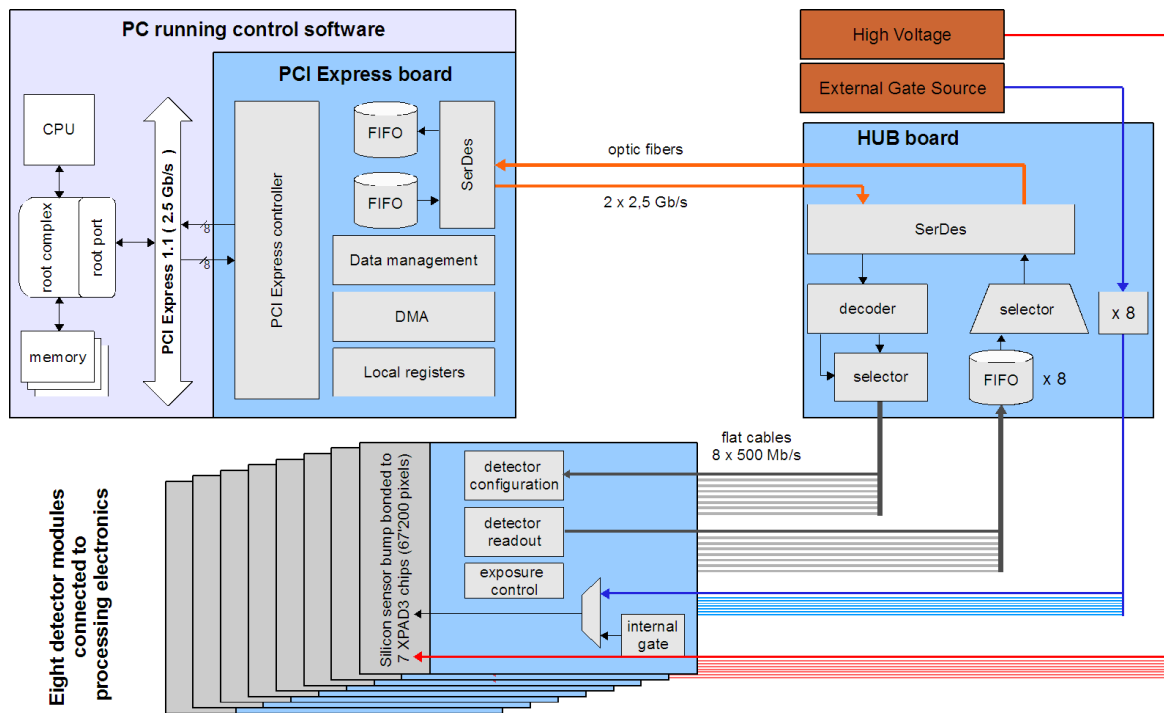 PC running control software
PCI Express board
CPU
root complex
root port
memory
PCI Express 1.1 ( 2.5 Gb/s )
8
8
PCI Express controller
FIFO
FIFO
SerDes
Data management
DMA
Local registers
optic fibers
2 x 2,5 Gb/s
High Voltage
External Gate Source
HUB board
SerDes
decoder
selector
selector
FIFO
x 8
x 8
flat cables
8 x 500 Mb/s
Eight detector modules
connected to
processing electronics
Silicon sensor bump bonded to
7 XPAD3 chips (67'200 pixels)
detector
configuration
detector
readout
exposure
control
internal
gate